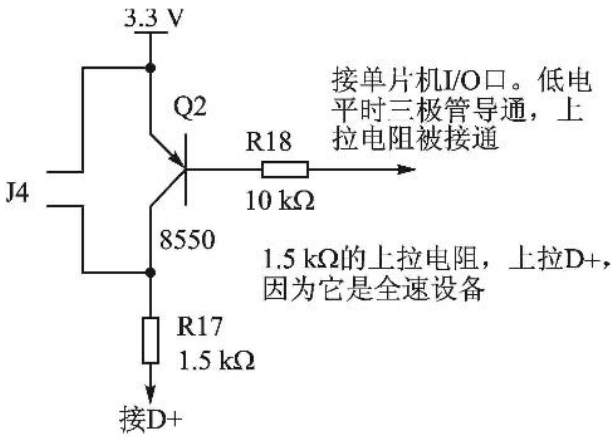 3.3 V
接单片机I/O口。低电
平时三极管导通，上
拉电阻被接通
Q2
R18
10 kΩ
J4
8550
1.5 kΩ的上拉电阻，上拉D+，
因为它是全速设备
R17
1.5 kΩ
接D+